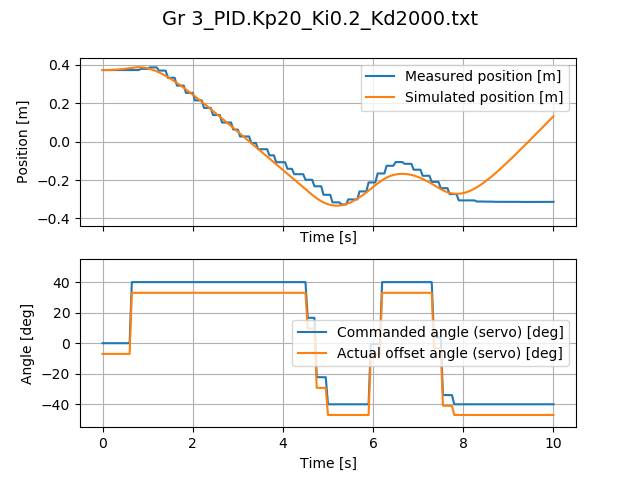 Gr 3_PID.Kp20_Ki0.2_Kd2000.txt
0.4
0.2
0.0
−0.2
−0.4
Position [m]
Measured position [m]
Simulated position [m]
Time [s]
40
20
0
−20
−40
Angle [deg]
Commanded angle (servo) [deg]
Actual offset angle (servo) [deg]
0 2 4 6 8 10
Time [s]